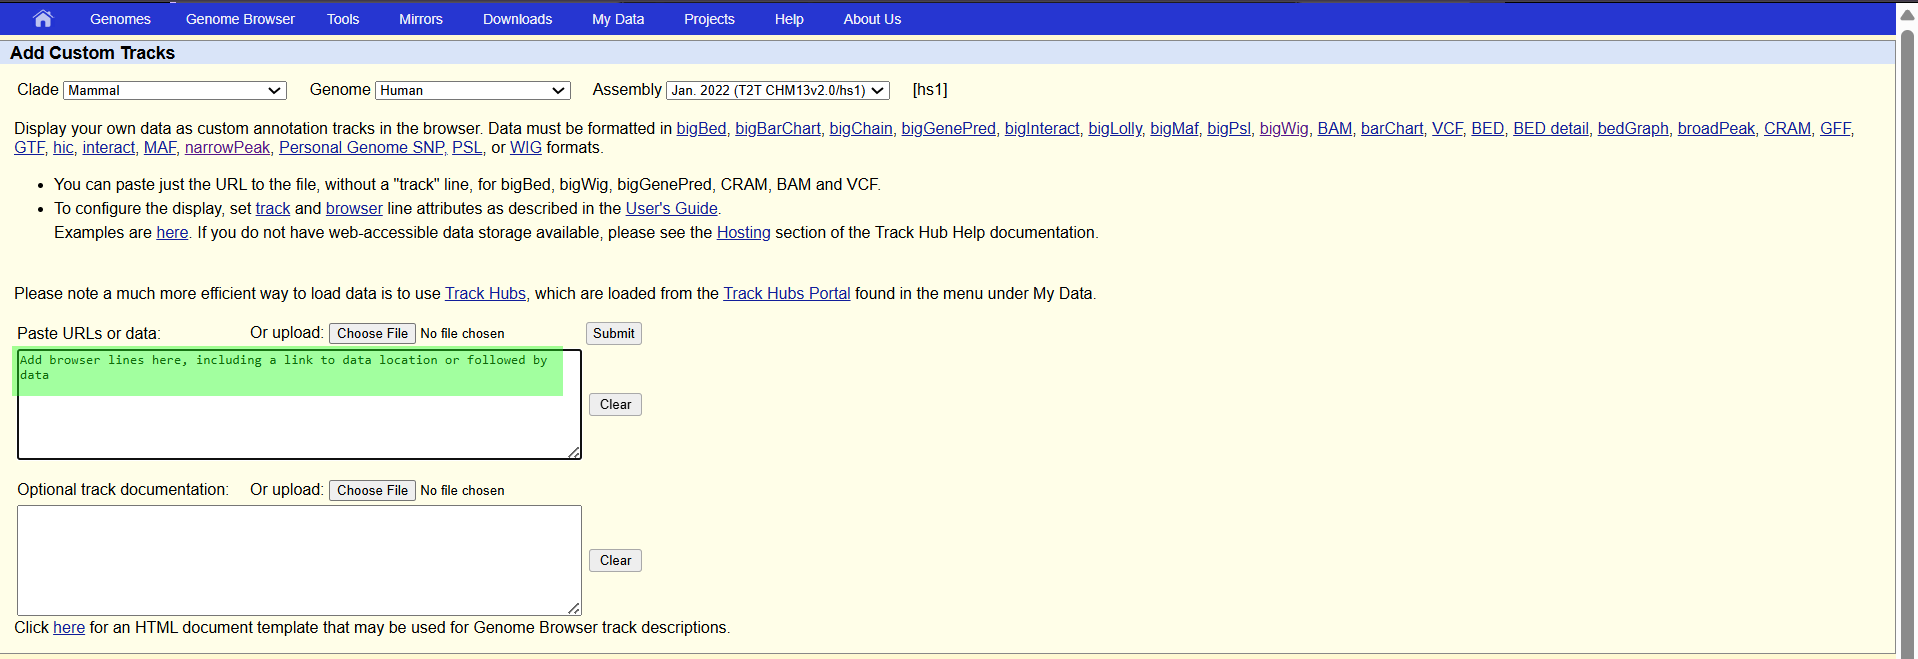 Genomes Genome Browser Tools Mirrors Downloads My Data Projects Help About Us
Add Custom Tracks
Clade Mammal Genome Human Assembly Jan. 2022 (T2T CHM13v2.0/hs1) [hs1]
Display your own data as custom annotation tracks in the browser. Data must be formatted in bigBed, bigBarChart, bigChain, bigGenePred, bigInteract, bigLolly, bigMaf, bigPsl, bigWig, BAM, barChart, VCF, BED, BED detail, bedGraph, broadPeak, CRAM, GFF,
GTF, hic, interact, MAF, narrowPeak, Personal Genome SNP, PSL, or WIG formats.
• You can paste just the URL to the file, without a "track" line, for bigBed, bigWig, bigGenePred, CRAM, BAM and VCF.
• To configure the display, set track and browser line attributes as described in the User's Guide.
Examples are here. If you do not have web-accessible data storage available, please see the Hosting section of the Track Hub Help documentation.
Please note a much more efficient way to load data is to use Track Hubs, which are loaded from the Track Hubs Portal found in the menu under My Data.
Paste URLs or data: Or upload: Choose File No file chosen Submit
Add browser lines here, including a link to data location or followed by
data
Clear
Optional track documentation: Or upload: Choose File No file chosen
Clear
Click here for an HTML document template that may be used for Genome Browser track descriptions.